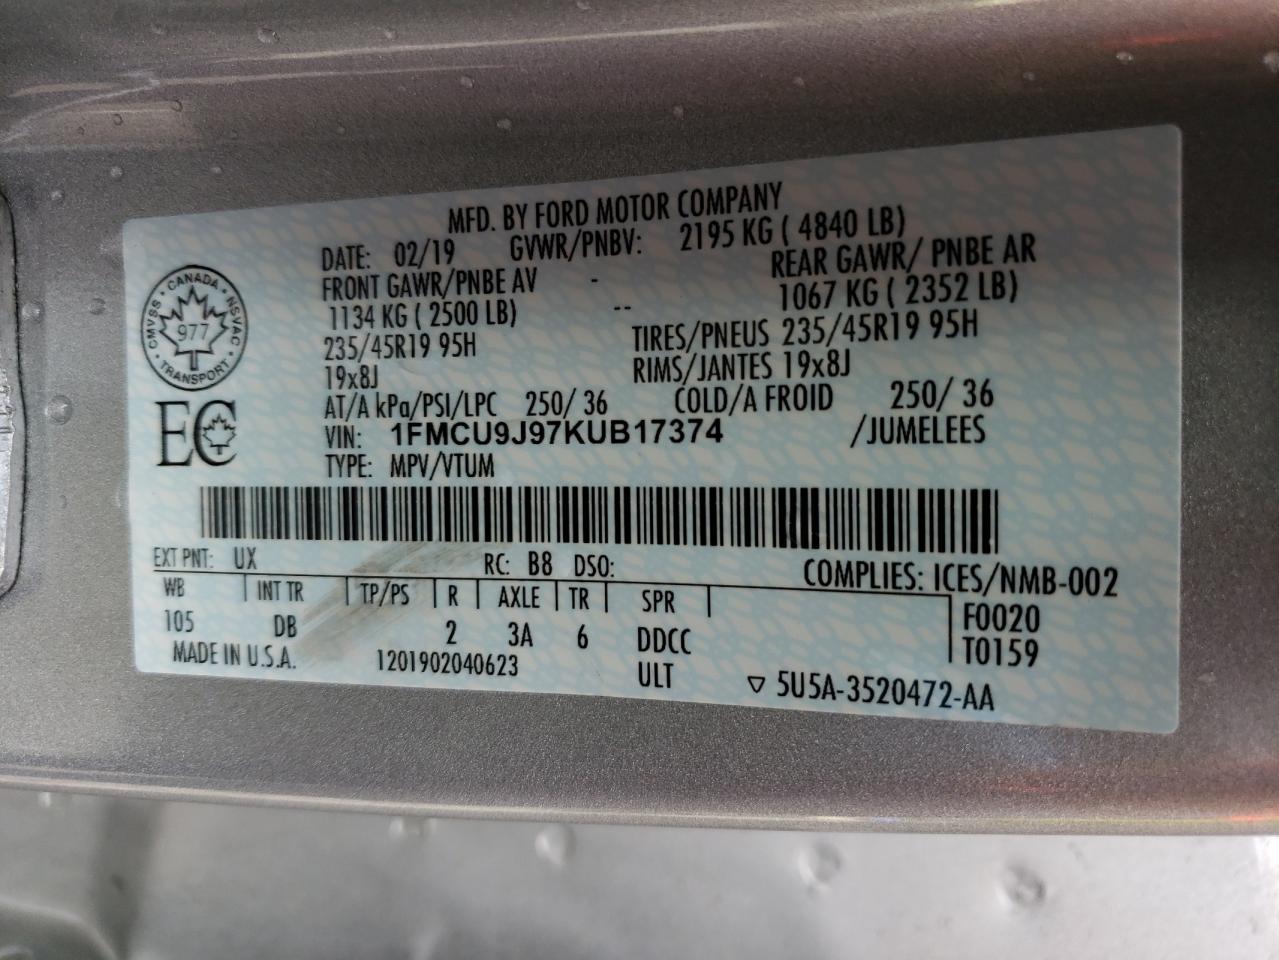 MFD. BY FORD MOTOR COMPANY
DATE: 02/19 GVWR/PNBV: 2195 KG ( 4840 LB)
FRONT GAWR/PNBE AV - REAR GAWR/ PNBE AR
1134 KG ( 2500 LB) -- 1067 KG ( 2352 LB)
235/45R19 95H TIRES/PNEUS 235/45R19 95H
19x8J RIMS/JANTES 19x8J
AT/A kPa/PSI/LPC 250/ 36 COLD/A FROID 250/ 36
VIN: 1FMCU9J97KUB17374 /JUMELEES
TYPE: MPV/VTUM
CMVSS · CANADA · NSVAC · TRANSPORT
977
EC
EXT PNT: UX RC: B8 DSO: COMPLIES: ICES/NMB-002
WB INT TR TP/PS R AXLE TR SPR F0020
105 DB 2 3A 6 DDCC T0159
MADE IN U.S.A. 1201902040623 ULT ▽ 5U5A-3520472-AA